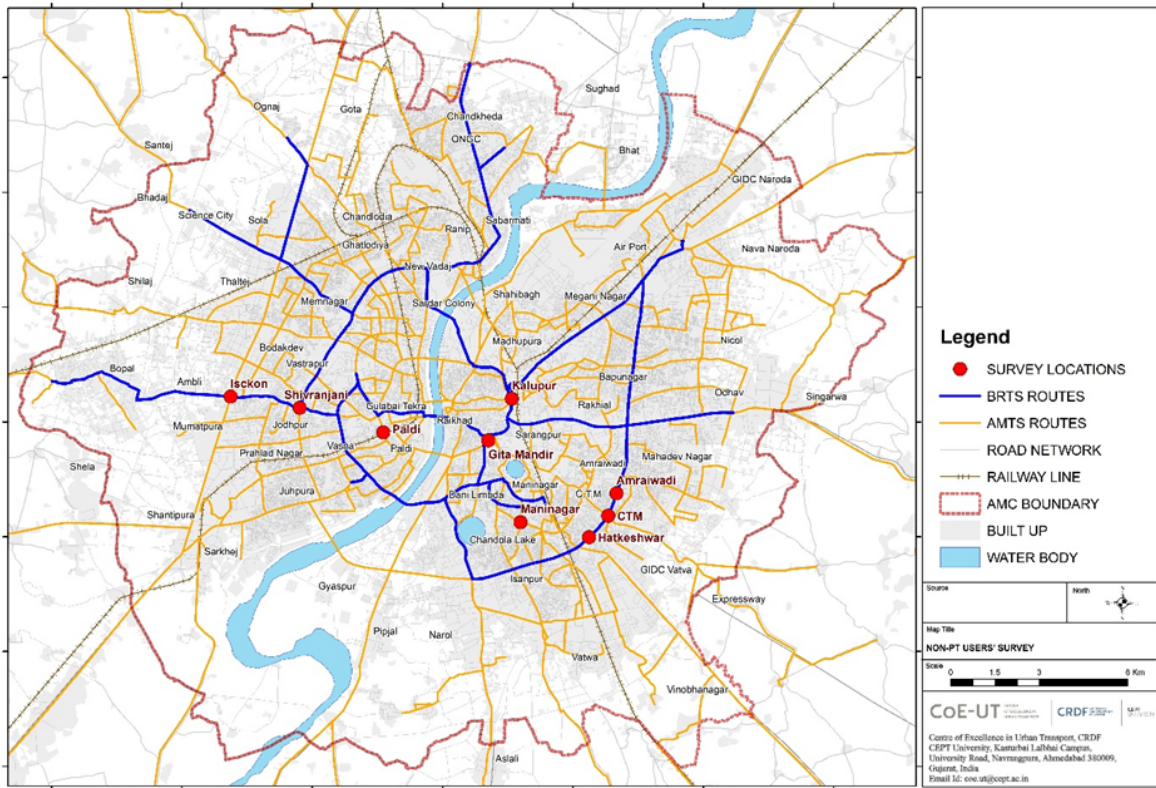 Sughad
Ognaj
Gota
Chandkheda
ONGC
Santej
Bhat
GIDC Naroda
Bhadaj
Science City
Sola
Chandlodia
Sabarmati
Ranip
Ghatlodiya
Air Port
Nava Naroda
New Vadaj
Shilaj
Thaltej
Memnagar
Sardar Colony
Shahibagh
Megani Nagar
Madhupura
Nicol
Bodakdev
Vastrapur
Bopal
Ambli
Isckon
Shivranjani
Kalupur
Bapunagar
Odhav
Singarwa
Gulabai Tekra
Rakhial
Mumatpura
Jodhpur
Raikhad
Paldi
Sarangpur
Vasna
Paldi
Prahlad Nagar
Gita Mandir
Amraiwadi
Mahadev Nagar
Shela
Juhpura
Maninagar
Amraiwadi
Bani Limbda
C.T.M
Maninagar
CTM
Shantipura
Chandola Lake
Hatkeshwar
Sarkhej
Isanpur
GIDC Vatva
Gyaspur
Expressway
Pipjal
Narol
Vatwa
Vinobhanagar
Aslali
Legend
SURVEY LOCATIONS
BRTS ROUTES
AMTS ROUTES
ROAD NETWORK
RAILWAY LINE
AMC BOUNDARY
BUILT UP
WATER BODY
Source
North
Map Title
NON-PT USERS' SURVEY
Scale
0 1.5 3 6 Km
CoE-UT
CRDF
Centre of Excellence in Urban Transport, CRDF
CEPT University, Kasturbai Lalbhai Campus,
University Road, Navrangpura, Ahmedabad 380009,
Gujarat, India
Email Id: coe.ut@cept.ac.in